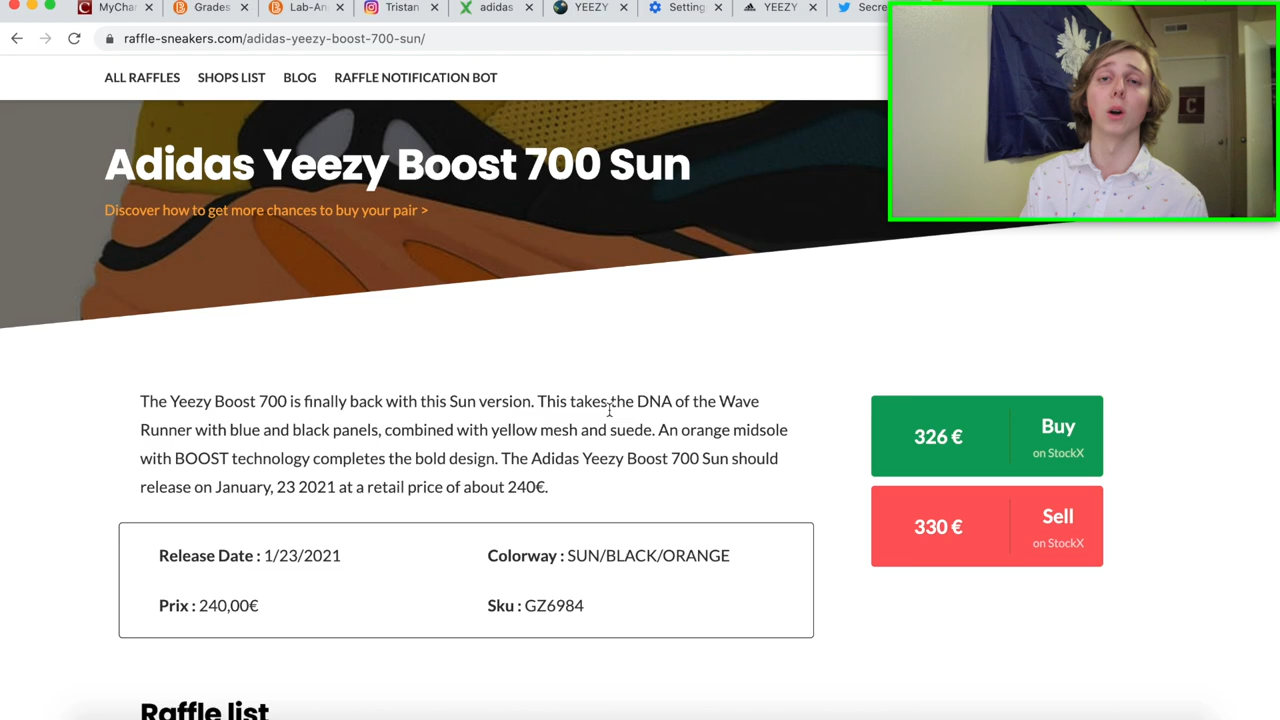 MyChar
Grades
Lab-An
Tristan
adidas
YEEZY
Setting
YEEZY
Secre
raffle-sneakers.com/adidas-yeezy-boost-700-sun/
ALL RAFFLES SHOPS LIST BLOG RAFFLE NOTIFICATION BOT
Adidas Yeezy Boost 700 Sun
Discover how to get more chances to buy your pair >
The Yeezy Boost 700 is finally back with this Sun version. This takes the DNA of the Wave
Runner with blue and black panels, combined with yellow mesh and suede. An orange midsole
with BOOST technology completes the bold design. The Adidas Yeezy Boost 700 Sun should
release on January, 23 2021 at a retail price of about 240€.
326 € Buy
on StockX
330 € Sell
on StockX
Release Date : 1/23/2021 Colorway : SUN/BLACK/ORANGE
Prix : 240,00€ Sku : GZ6984
Raffle list
C